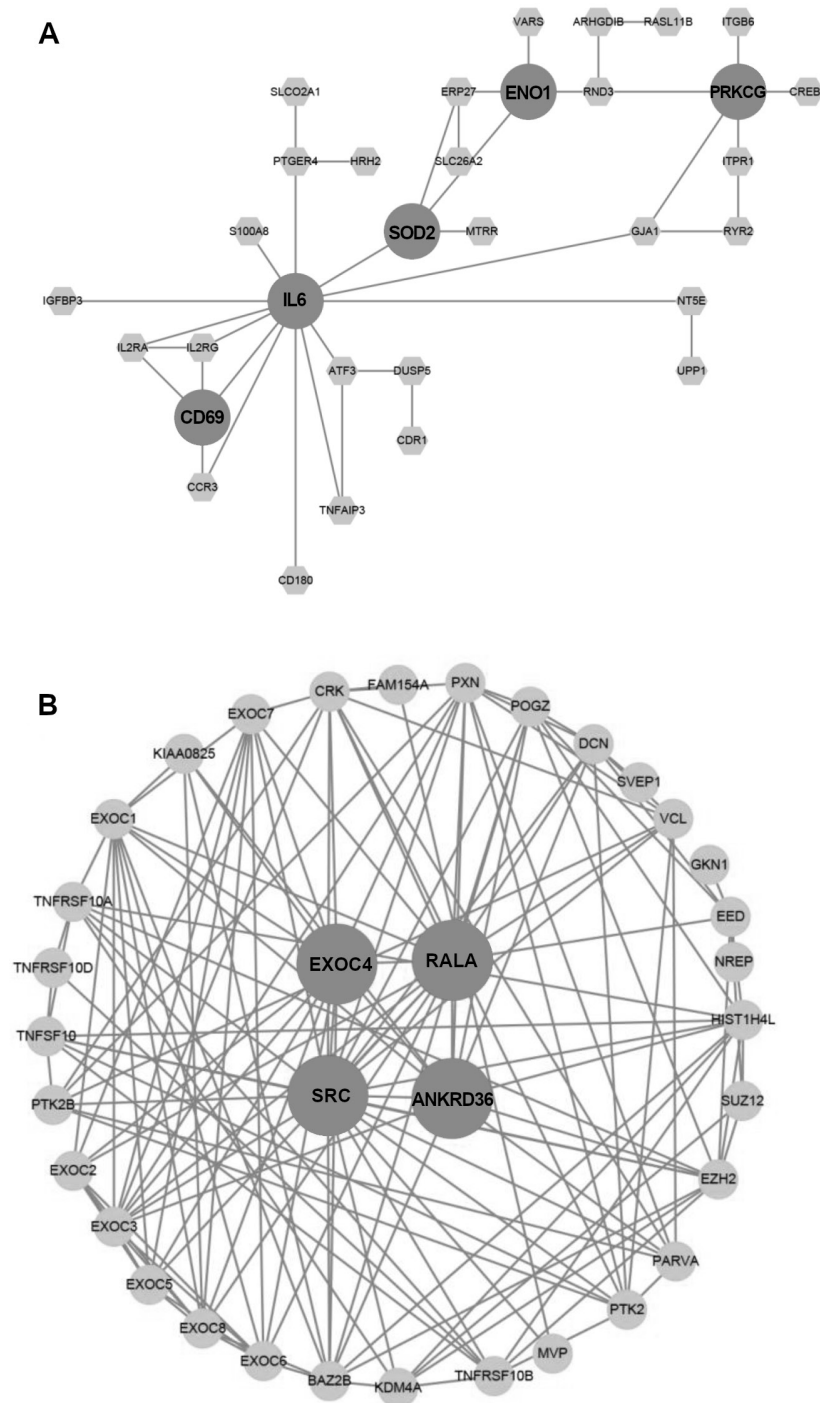 A
VARS
ARHGDIB
RASL11B
ITGB6
SLCO2A1
ERP27
ENO1
RND3
PRKCG
CREB
PTGER4
HRH2
SLC26A2
ITPR1
S100A8
SOD2
MTRR
GJA1
RYR2
IGFBP3
IL6
NT5E
IL2RA
IL2RG
ATF3
DUSP5
UPP1
CD69
CDR1
CCR3
TNFAIP3
CD180
B
CRK
FAM154A
PXN
EXOC7
POGZ
KIAA0825
DCN
SVEP1
EXOC1
VCL
GKN1
TNFRSF10A
EED
TNFRSF10D
EXOC4
RALA
NREP
TNFSF10
HIST1H4L
PTK2B
SRC
ANKRD36
SUZ12
EXOC2
EZH2
EXOC3
PARVA
EXOC5
PTK2
EXOC8
MVP
EXOC6
BAZ2B
KDM4A
TNFRSF10B